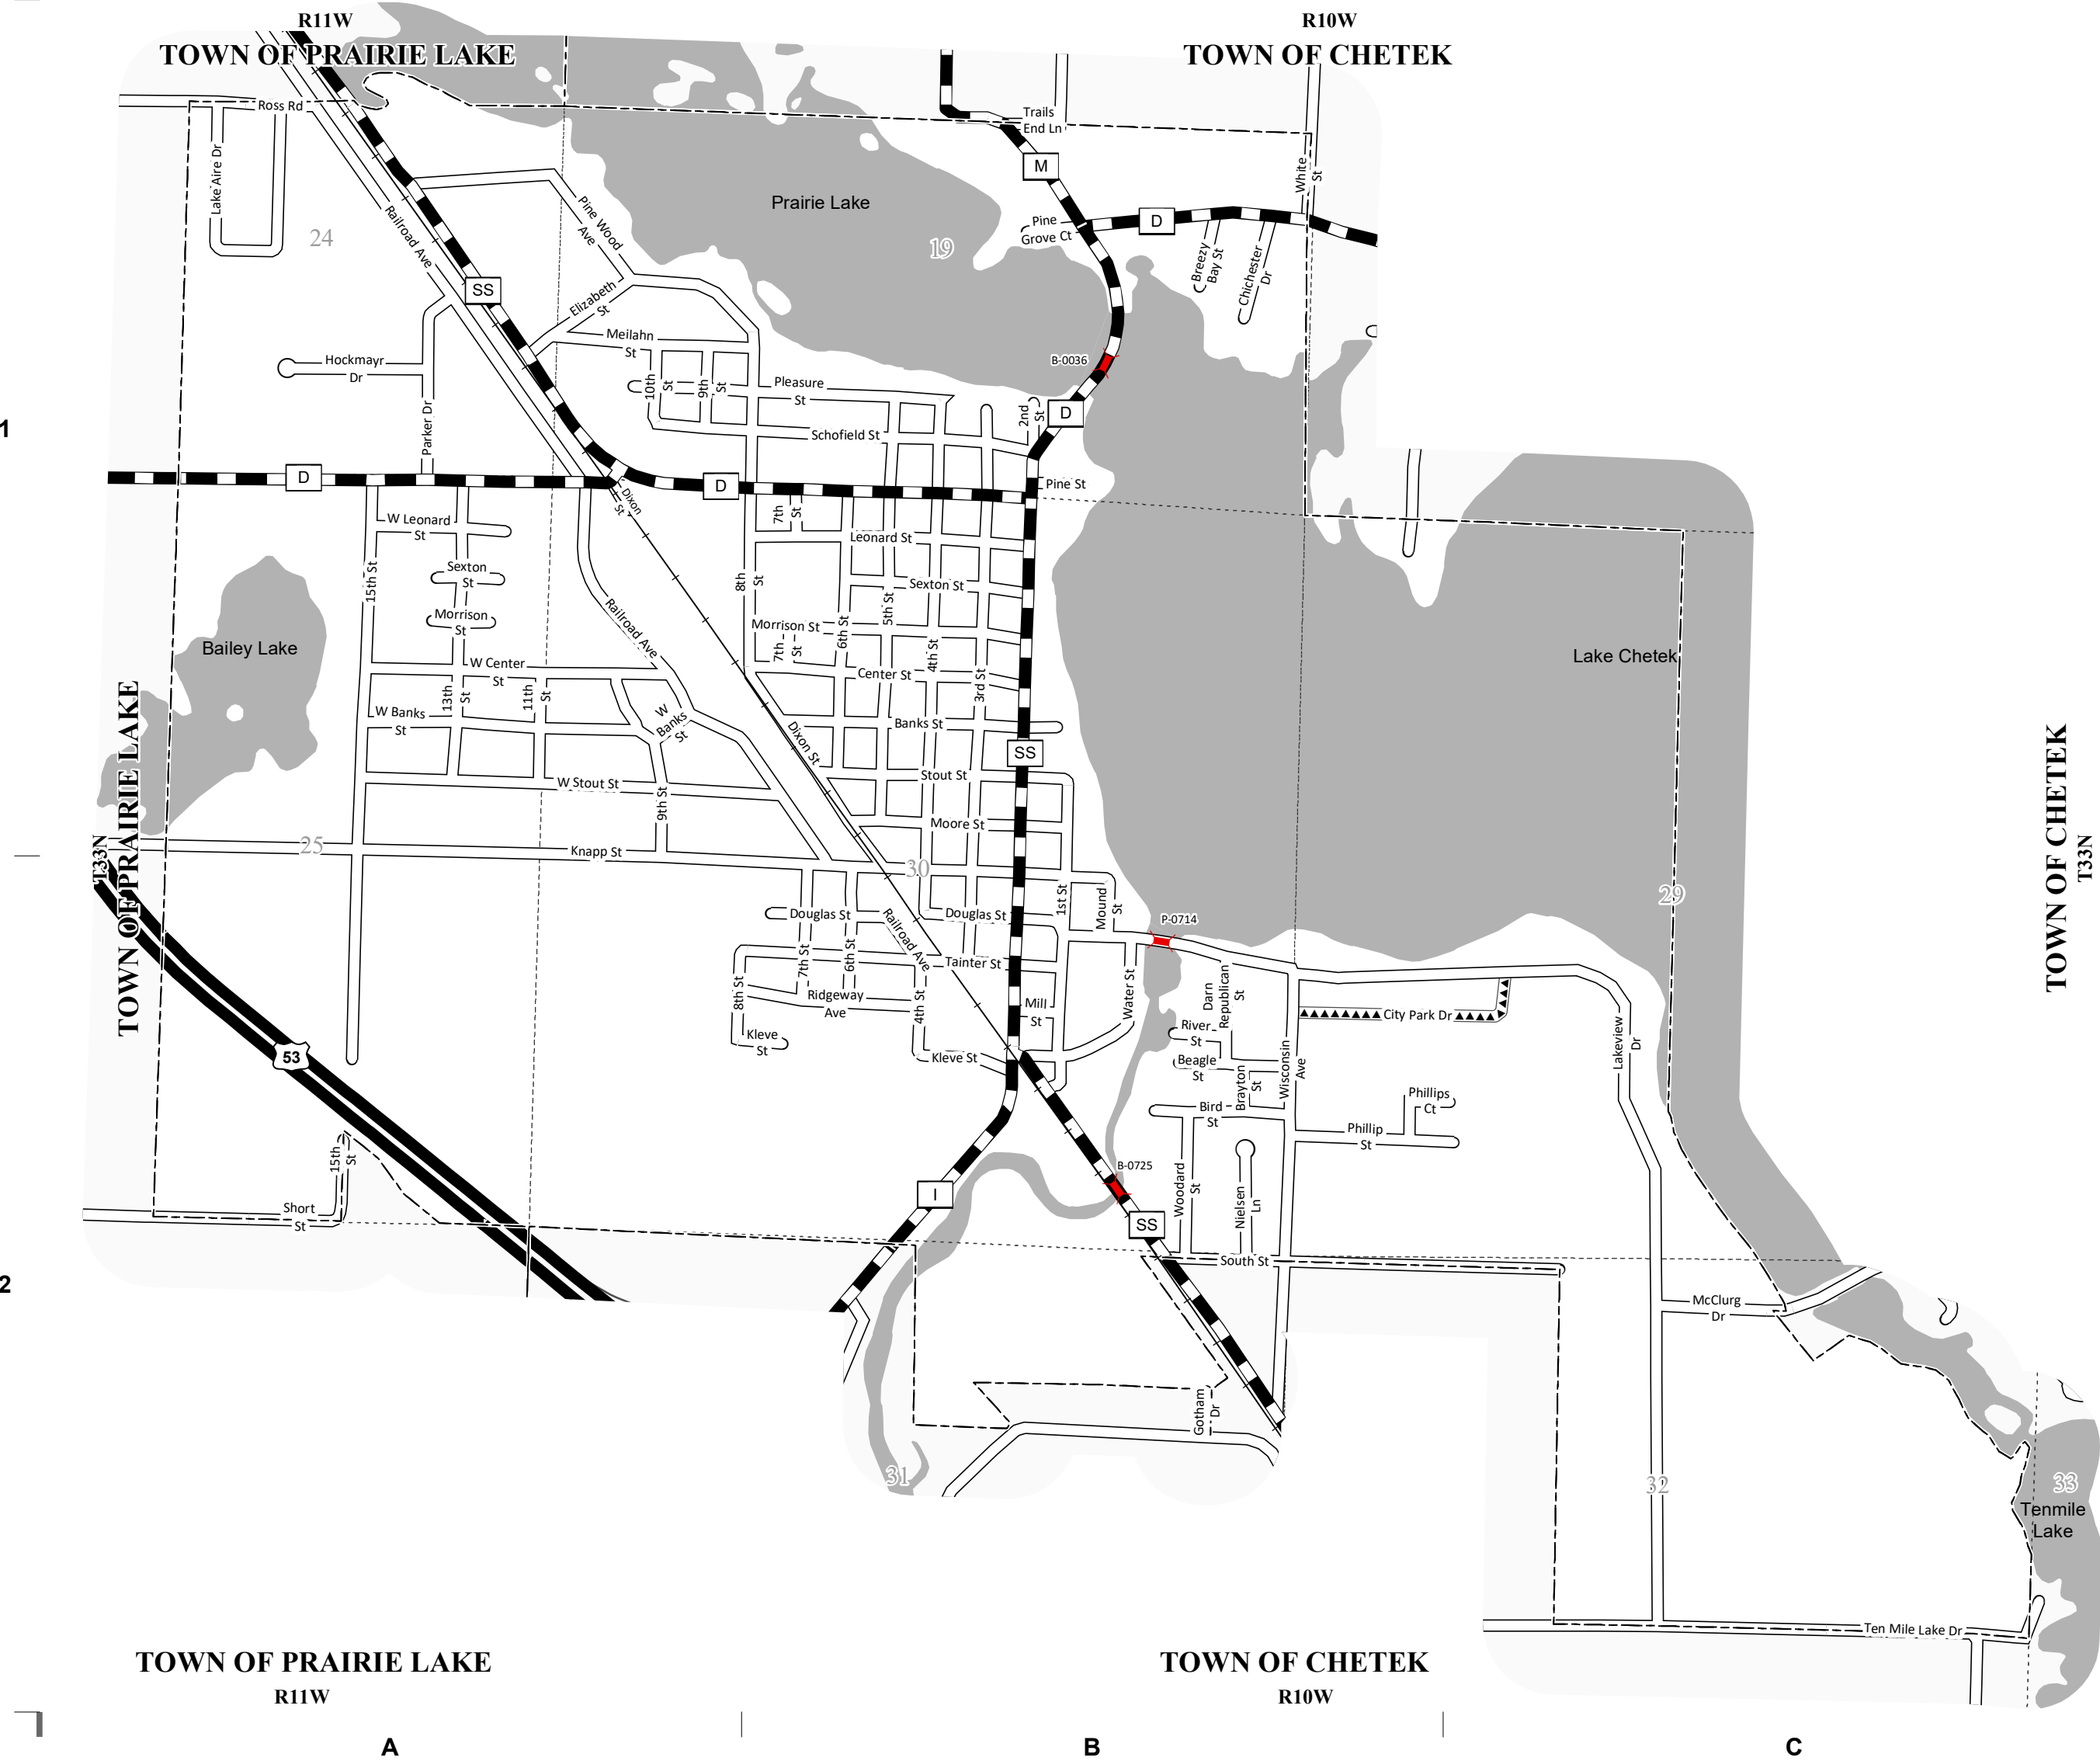 R11W
R10W
TOWN OF PRAIRIE LAKE
TOWN OF CHETEK
Ross Rd
Trails
End Ln
Lake Aire Dr
M
White
St
Prairie Lake
Pine Wood
Ave
Railroad Ave
Pine
Grove Ct
D
24
19
Breezy
Bay St
Chichester
Dr
SS
Elizabeth
St
Meilahn
St
Hockmayr
Dr
B-0036
10th
St
9th
St
Pleasure
St
2nd
St
D
Parker Dr
1
Schofield St
D
D
Pine St
Dixon
St
7th
St
W Leonard
St
Leonard St
15th St
Sexton
St
8th
St
Sexton St
5th St
Morrison
St
Railroad Ave
Morrison St
6th St
7th
St
4th St
Bailey Lake
Lake Chetek
W Center
St
Center St
3rd St
13th
St
11th
St
W Banks
St
W
Banks
St
Banks St
Dixon St
SS
W Stout St
Stout St
9th St
Moore St
TOWN OF PRAIRIE LAKE
T33N
TOWN OF CHETEK
T33N
25
Knapp St
30
29
1st St
Mound
St
Douglas St
Douglas St
P-0714
Railroad Ave
7th St
6th St
Tainter St
8th St
Ridgeway
Ave
4th St
Mill
St
Water St
Darn
Republican
St
City Park Dr
River
St
Kleve
St
Kleve St
Beagle
St
Wisconsin
Ave
Lakeview
Dr
53
Brayton
St
Bird
St
Phillips
Ct
Phillip
St
15th
St
B-0725
Woodard
St
Nielsen
Ln
I
Short
St
SS
South St
2
McClurg
Dr
Gotham
Dr
31
32
33
Tenmile
Lake
Ten Mile Lake Dr
TOWN OF PRAIRIE LAKE
R11W
TOWN OF CHETEK
R10W
A
B
C